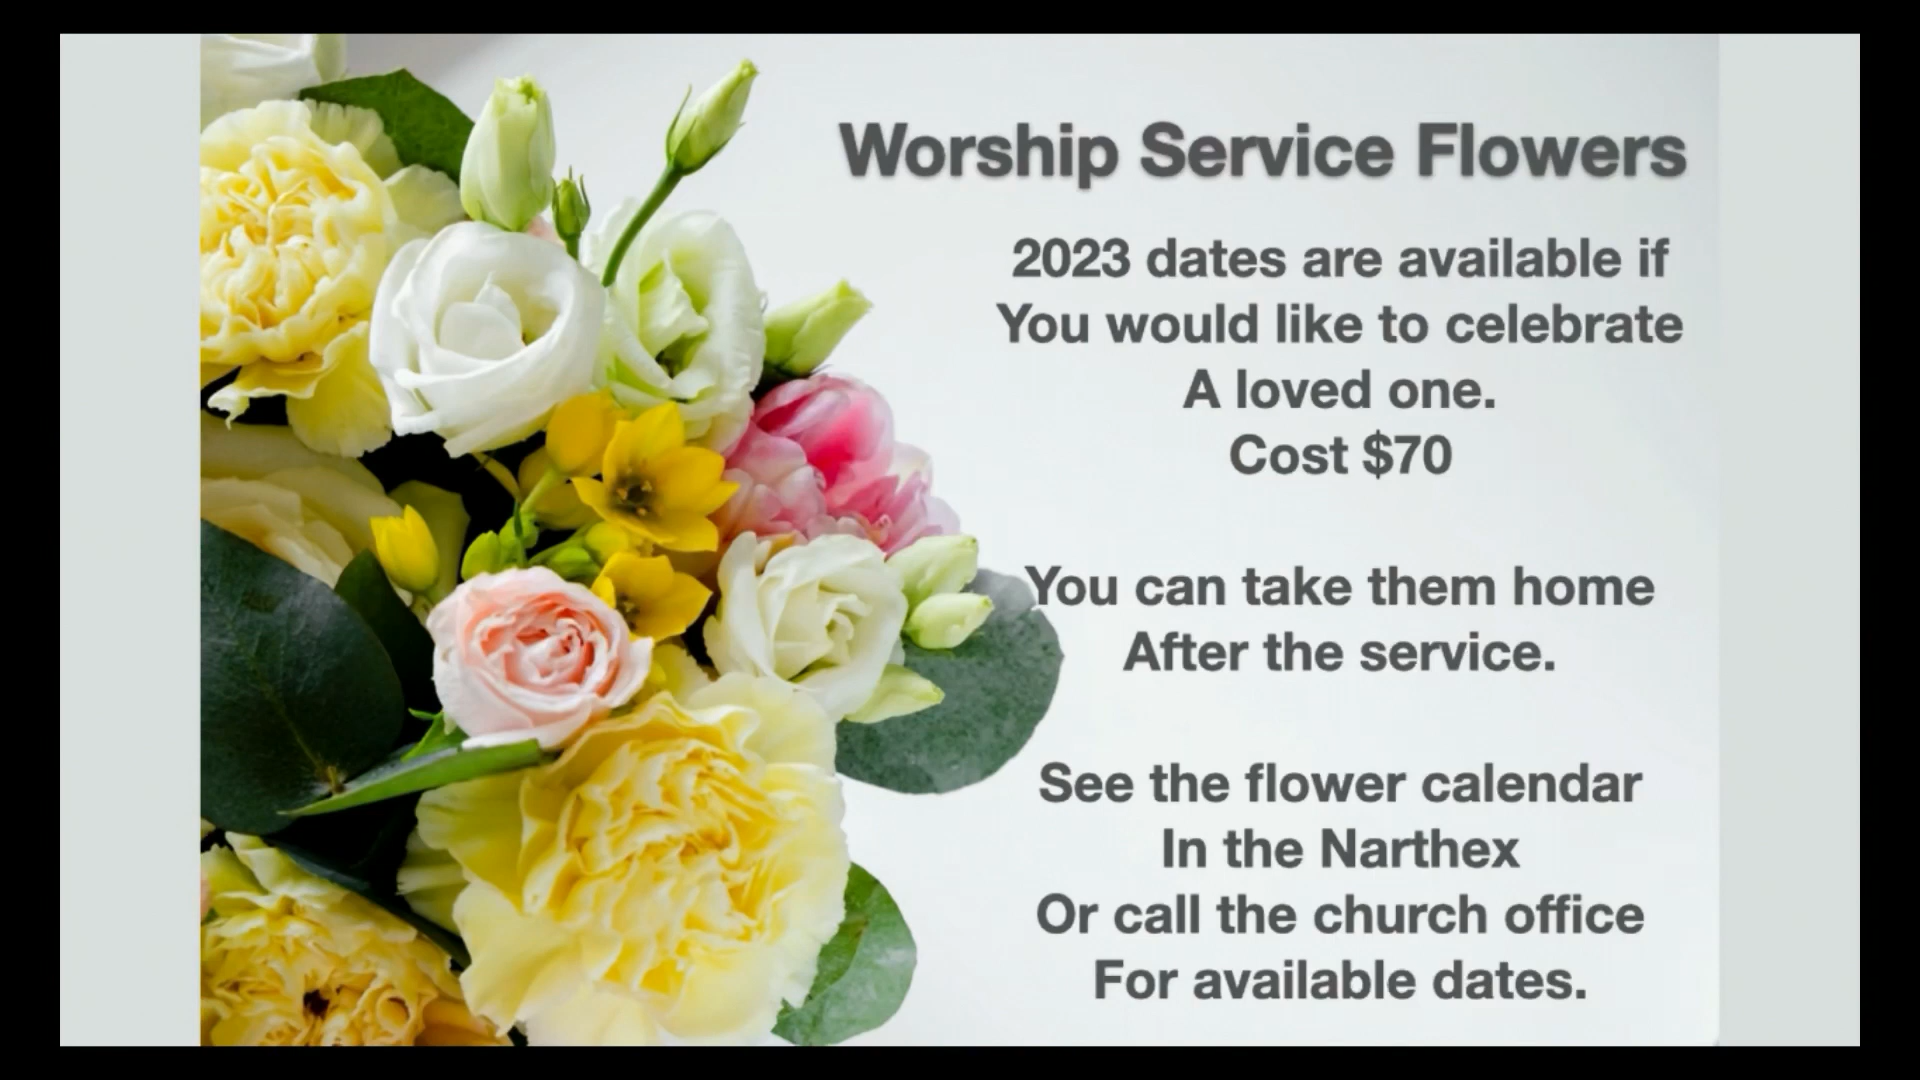 Worship Service Flowers
2023 dates are available if
You would like to celebrate
A loved one.
Cost $70
You can take them home
After the service.
See the flower calendar
In the Narthex
Or call the church office
For available dates.